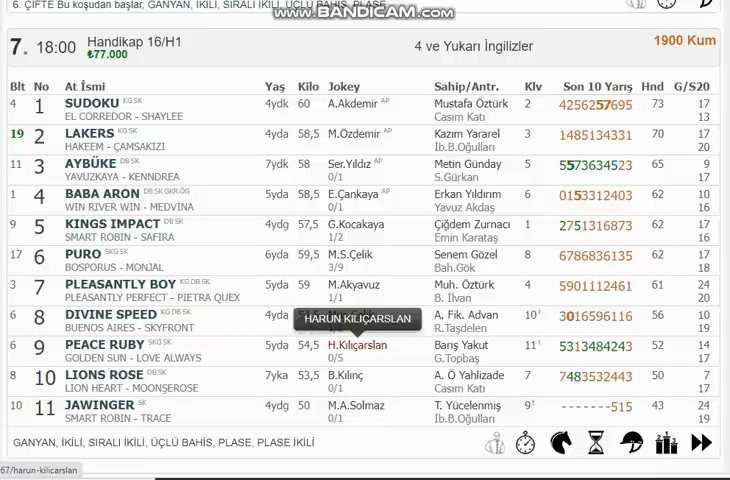 6. ÇİFTE Bu koşudan başlar, GANYAN, İKİLİ, SIRALI İKİLİ, ÜÇLÜ BAHİS, PLASE
www.BANDICAM.com
7. 18:00 Handikap 16/H1 4 ve Yukarı İngilizler 1900 Kum
₺77.000
Blt No At İsmi Yaş Kilo Jokey Sahip/Antr. Klv Son 10 Yarış Hnd G/S20
4 1 SUDOKU KG SK 4ydk 60 A.Akdemir AP Mustafa Öztürk 2 4256257695 73 17
EL CORREDOR - SHAYLEE Casım Katı 13
19 2 LAKERS KG SK 4yda 58,5 M.Özdemir AP Kazım Yararel 3 1485134331 70 17
HAKEEM - ÇAMSAKIZI İb.B.Oğulları 20
11 3 AYBÜKE DB SK 7ydk 58 Ser.Yıldız AP Metin Günday 5 5573634523 65 9
YAVUZKAYA - KENNDREA 0/1 S.Gürkan 17
1 4 BABA ARON DB SK GKR ÖG 5yda 58,5 E.Çankaya AP Erkan Yıldırım 6 0153312403 62 10
WIN RIVER WIN - MEDVİNA 0/1 Yavuz Akdaş 16
9 5 KINGS IMPACT DB SK 4ydg 57,5 G.Kocakaya Çiğdem Zurnacı 1 2751316873 62 17
SMART ROBIN - SAFİRA 1/2 Emin Karataş 16
17 6 PURO SKG SK 6yda 59,5 M.S.Çelik Senem Gözel 8 6786836135 62 17
BOSPORUS - MONJAL 3/9 Bah.Gök 18
3 7 PLEASANTLY BOY KG DB SK 5yda 59 M.Akyavuz Muh. Öztürk 4 5901112461 61 24
PLEASANTLY PERFECT - PIETRA QUEX 1/1 B. İlvan 20
6 8 DIVINE SPEED KG DB SK 4yda A. Fik. Advan 10 3016596116 56 10
BUENOS AIRES - SKYFRONT R.Taşdelen 19
HARUN KILIÇARSLAN
6 9 PEACE RUBY SKG SK 5yda 54,5 H.Kılıçarslan Barış Yakut 11 5313484243 52 14
GOLDEN SUN - LOVE ALWAYS 0/5 G.Topbaş 17
8 10 LIONS ROSE DB SK 7yka 53,5 B.Kılınç A. Ö Yahlizade 7 7483532443 50 7
LION HEART - MOONŞEROSE 0/1 Casım Katı 17
10 11 JAWINGER SK 4ydg 50 M.A.Solmaz T. Yücelenmiş 9 -------515 43 24
SMART ROBIN - TRACE 0/1 İb.B.Oğulları 19
GANYAN, İKİLİ, SIRALI İKİLİ, ÜÇLÜ BAHİS, PLASE, PLASE İKİLİ
67/harun-kilicarslan